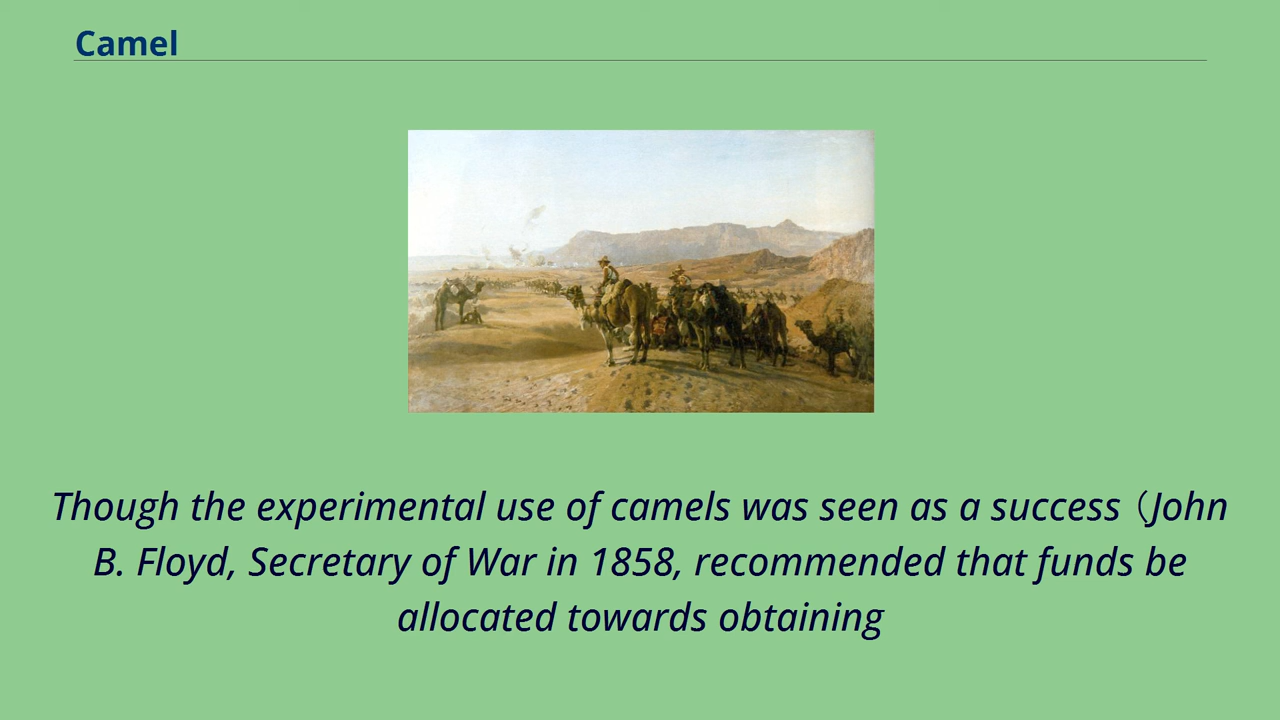 Camel
Though the experimental use of camels was seen as a success （John
B. Floyd, Secretary of War in 1858, recommended that funds be
allocated towards obtaining